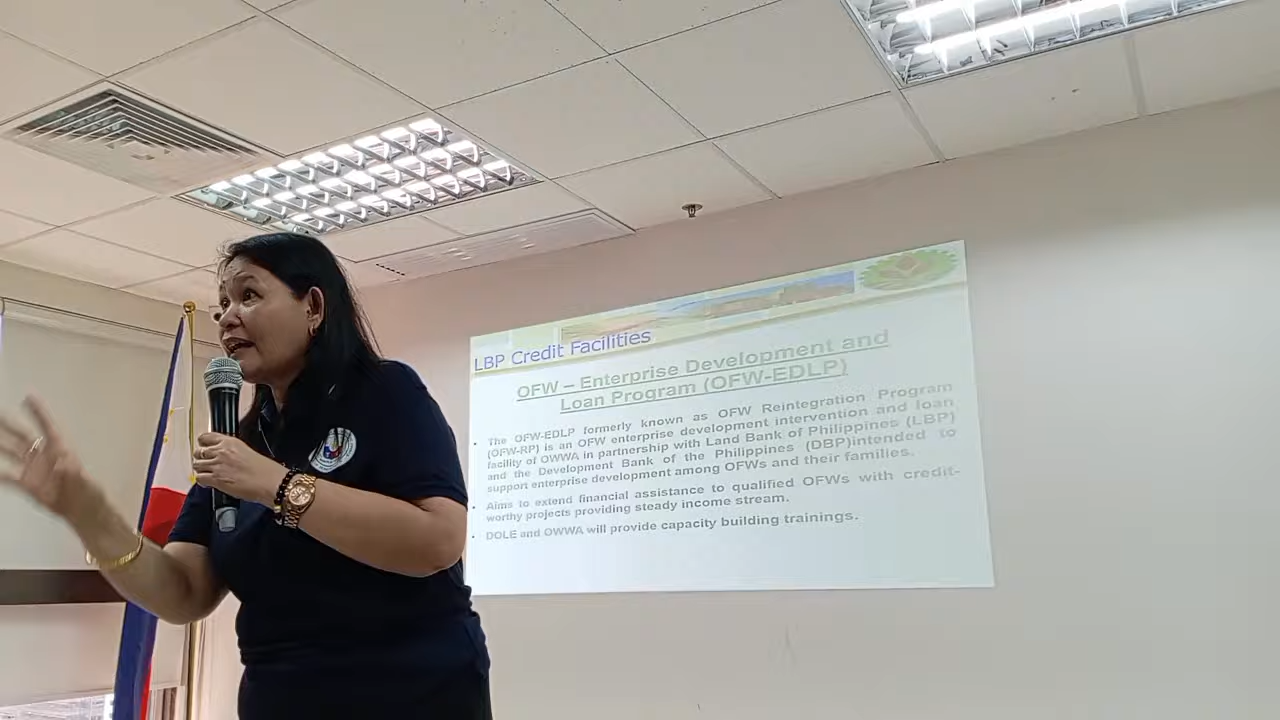 LBP Credit Facilities
OFW – Enterprise Development and
Loan Program (OFW-EDLP)
• The OFW-EDLP formerly known as OFW Reintegration Program
(OFW-RP) is an OFW enterprise development intervention and loan
facility of OWWA in partnership with Land Bank of Philippines (LBP)
and the Development Bank of the Philippines (DBP)intended to
support enterprise development among OFWs and their families.
• Aims to extend financial assistance to qualified OFWs with credit-
worthy projects providing steady income stream.
• DOLE and OWWA will provide capacity building trainings.